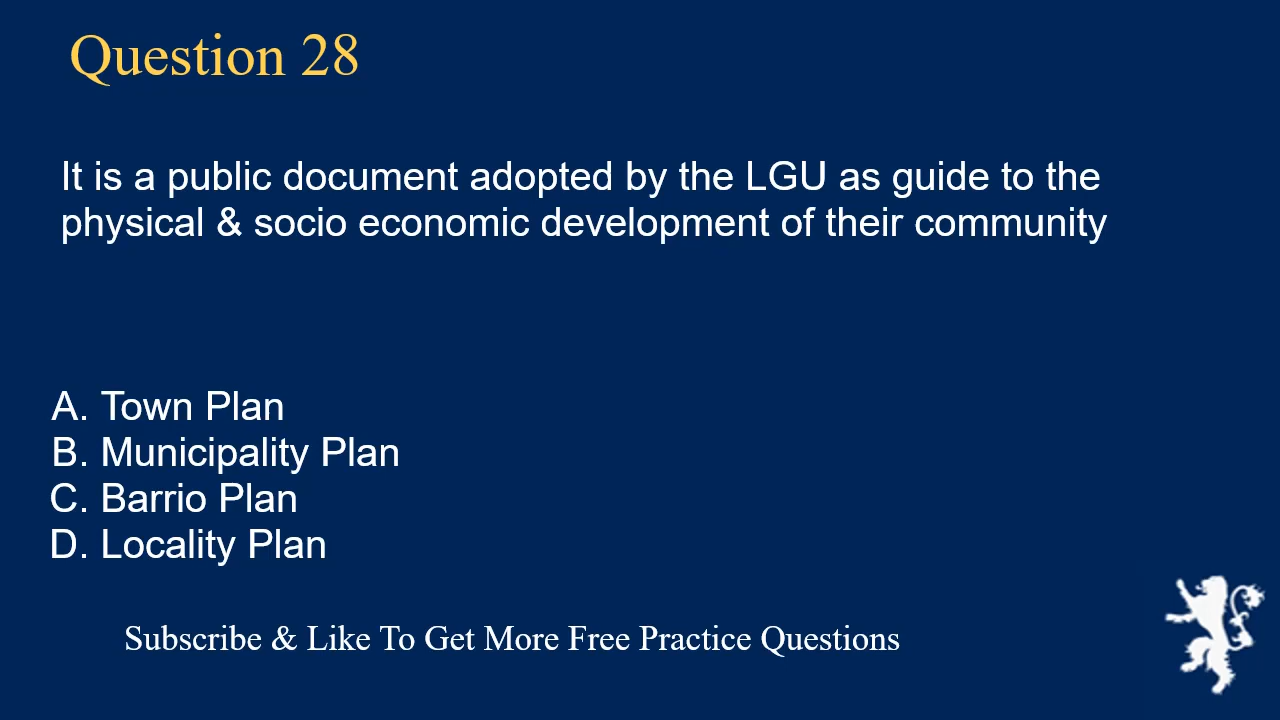 Question 28
It is a public document adopted by the LGU as guide to the
physical & socio economic development of their community
A. Town Plan
B. Municipality Plan
C. Barrio Plan
D. Locality Plan
Subscribe & Like To Get More Free Practice Questions